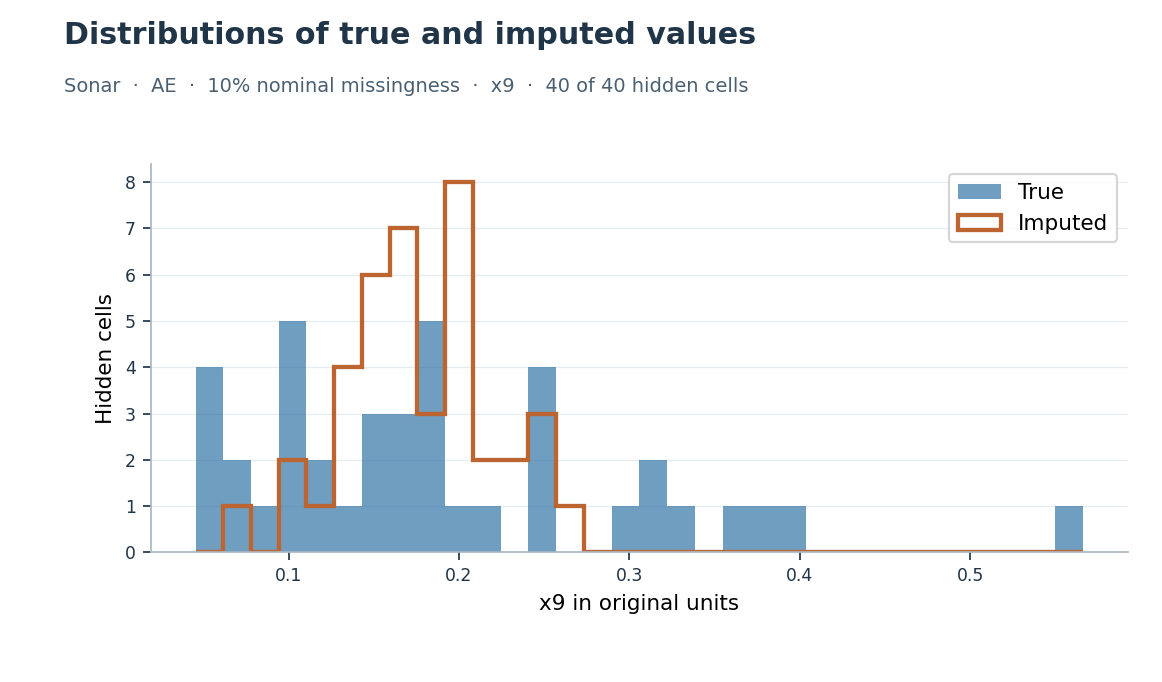 Distributions of true and imputed values
Sonar · AE · 10% nominal missingness · x9 · 40 of 40 hidden cells
True
Imputed
Hidden cells
8
7
6
5
4
3
2
1
0
0.1 0.2 0.3 0.4 0.5
x9 in original units